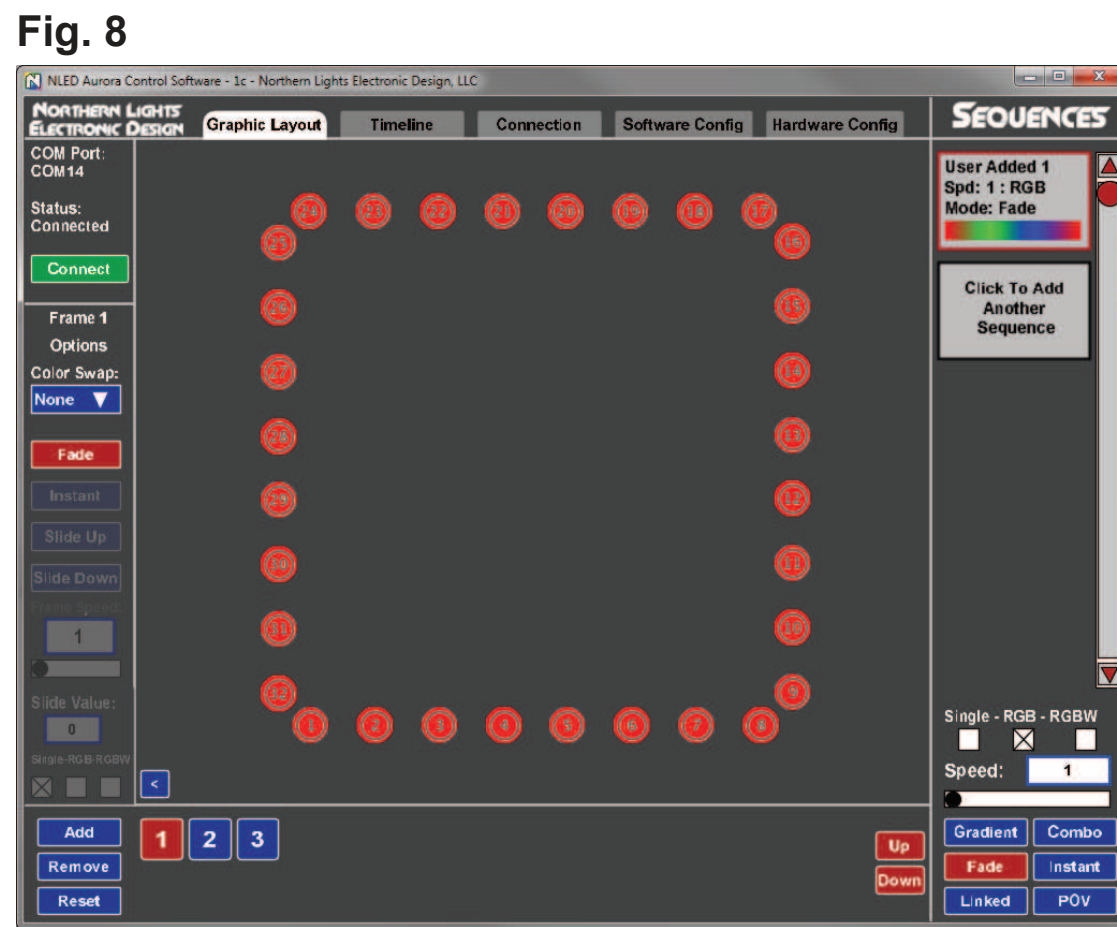 Fig. 8
NLED Aurora Control Software - 1c - Northern Lights Electronic Design, LLC
NORTHERN LIGHTS
ELECTRONIC DESIGN
Graphic Layout
Timeline
Connection
Software Config
Hardware Config
SEQUENCES
COM Port:
COM14
Status:
Connected
Connect
Frame 1
Options
Color Swap:
None
Fade
Instant
Slide Up
Slide Down
Frame Speed:
1
Slide Value:
0
Single-RGB-RGBW
24 23 22 21 20 19 18 17
25 16
26 15
27 14
28 13
29 12
30 11
31 10
32 9
1 2 3 4 5 6 7 8
<
User Added 1
Spd: 1 : RGB
Mode: Fade
Click To Add
Another
Sequence
Single - RGB - RGBW
Speed: 1
Add
Remove
Reset
1 2 3
Up
Down
Gradient Combo
Fade Instant
Linked POV